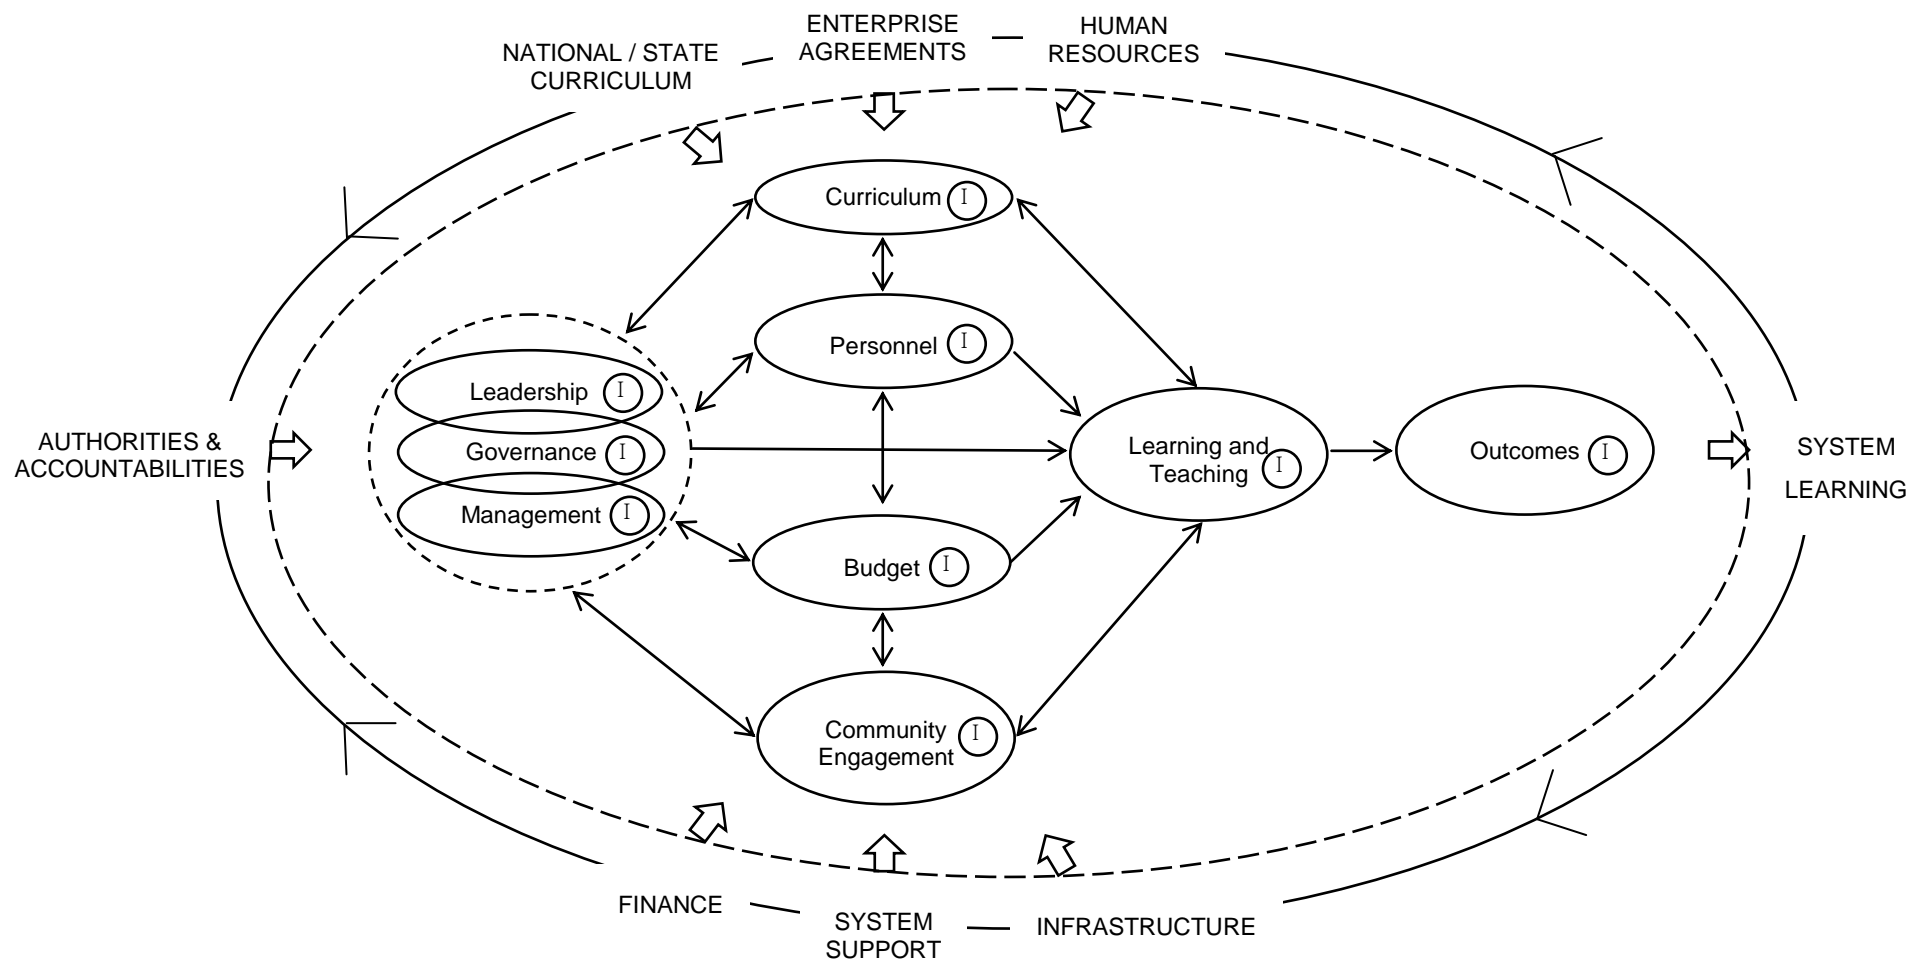 ENTERPRISE
AGREEMENTS
HUMAN
RESOURCES
NATIONAL / STATE
CURRICULUM
Curriculum I
Personnel I
Leadership I
Governance I
Management I
AUTHORITIES &
ACCOUNTABILITIES
Learning and
Teaching I
Outcomes I
SYSTEM
LEARNING
Budget I
Community
Engagement I
FINANCE
SYSTEM
SUPPORT
INFRASTRUCTURE